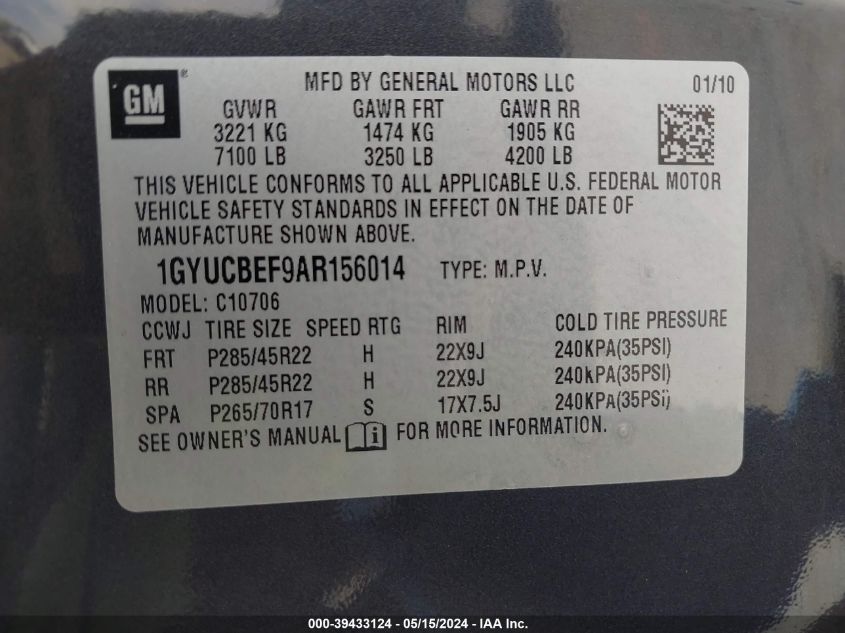 GM ® MFD BY GENERAL MOTORS LLC 01/10
GVWR GAWR FRT GAWR RR
3221 KG 1474 KG 1905 KG
7100 LB 3250 LB 4200 LB
THIS VEHICLE CONFORMS TO ALL APPLICABLE U.S. FEDERAL MOTOR
VEHICLE SAFETY STANDARDS IN EFFECT ON THE DATE OF
MANUFACTURE SHOWN ABOVE.
1GYUCBEF9AR156014 TYPE: M.P.V.
MODEL: C10706
CCWJ TIRE SIZE SPEED RTG RIM COLD TIRE PRESSURE
FRT P285/45R22 H 22X9J 240KPA(35PSI)
RR P285/45R22 H 22X9J 240KPA(35PSI)
SPA P265/70R17 S 17X7.5J 240KPA(35PSI)
SEE OWNER'S MANUAL i FOR MORE INFORMATION.
000-39433124 - 05/15/2024 - IAA Inc.